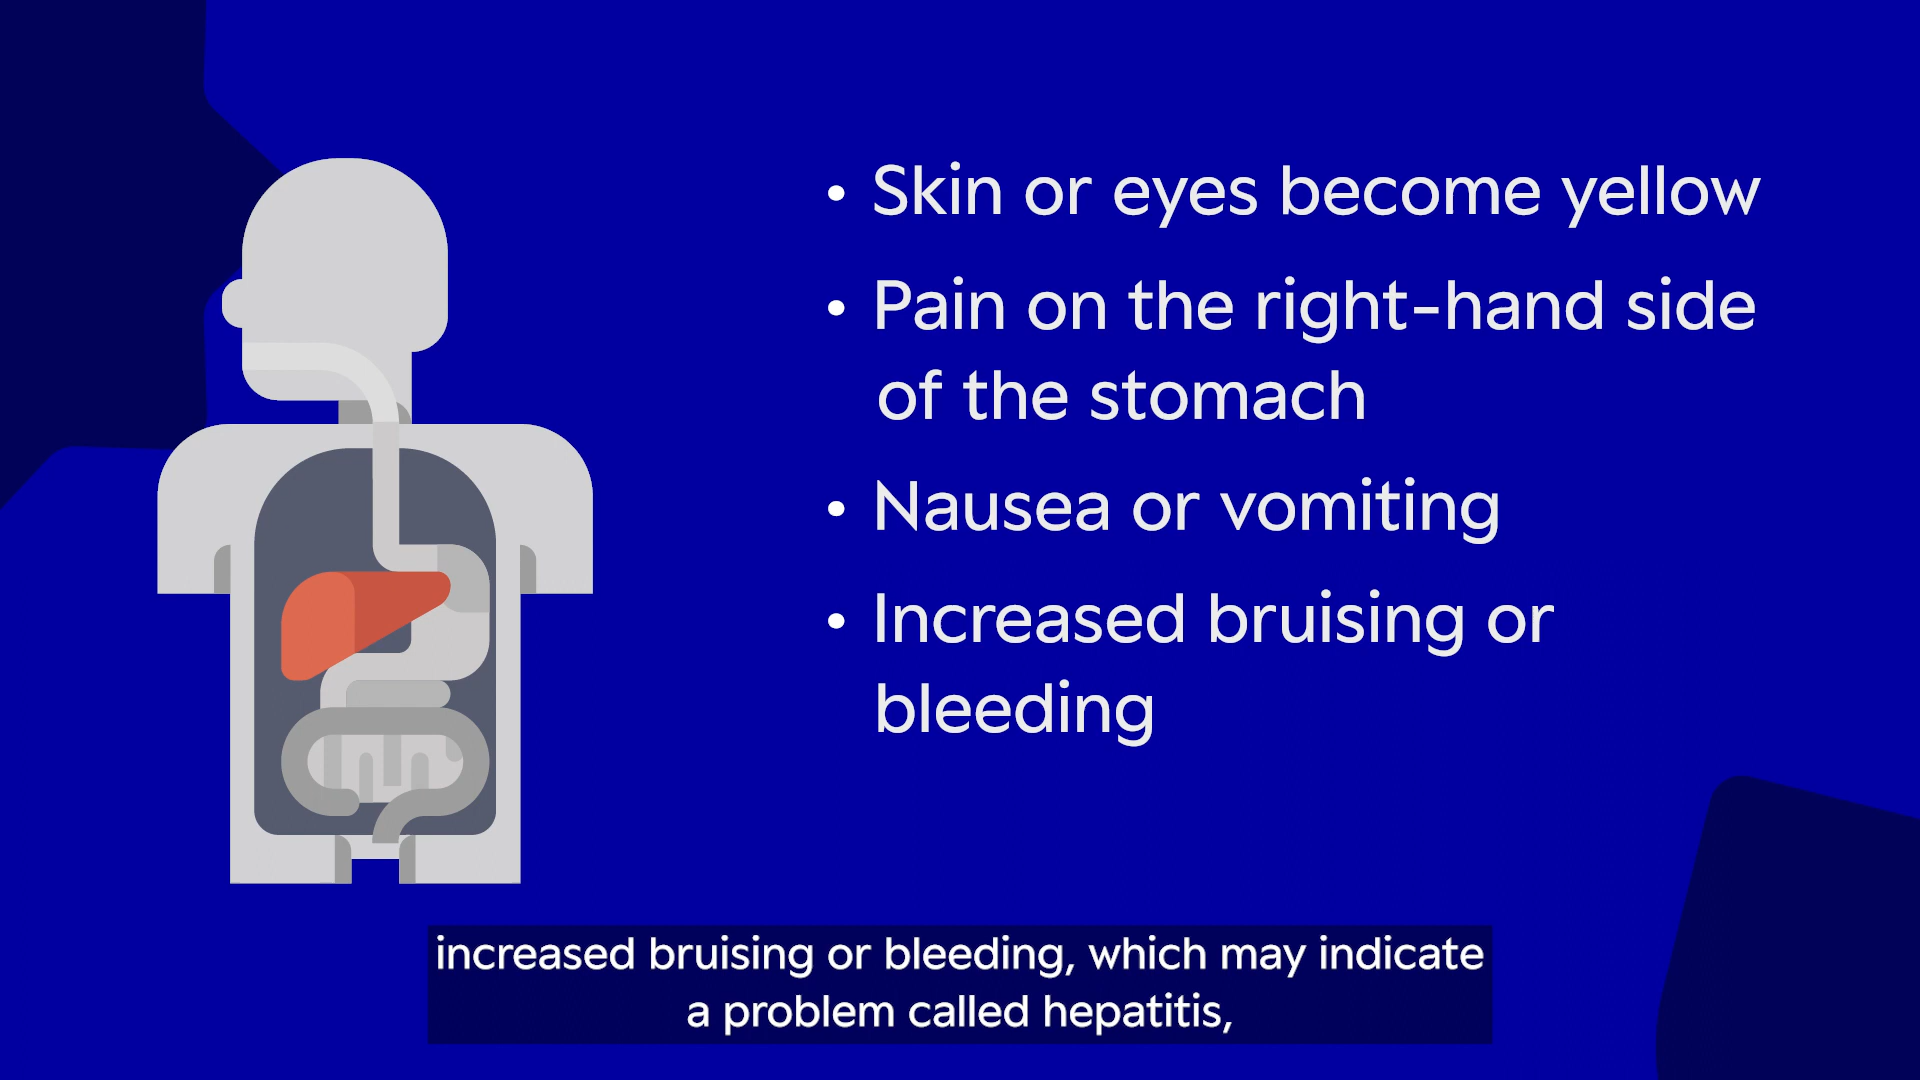 • Skin or eyes become yellow
• Pain on the right-hand side
of the stomach
• Nausea or vomiting
• Increased bruising or
bleeding
increased bruising or bleeding, which may indicate
a problem called hepatitis,